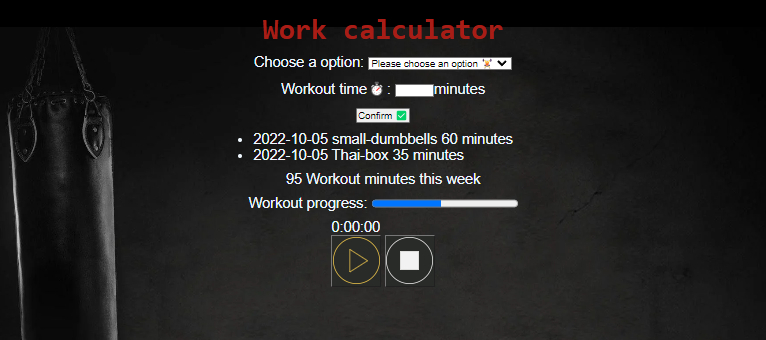 Work calculator
Choose a option: Please choose an option 🏋
Workout time ⏱ : minutes
Confirm ✅
• 2022-10-05 small-dumbbells 60 minutes
• 2022-10-05 Thai-box 35 minutes
95 Workout minutes this week
Workout progress:
0:00:00